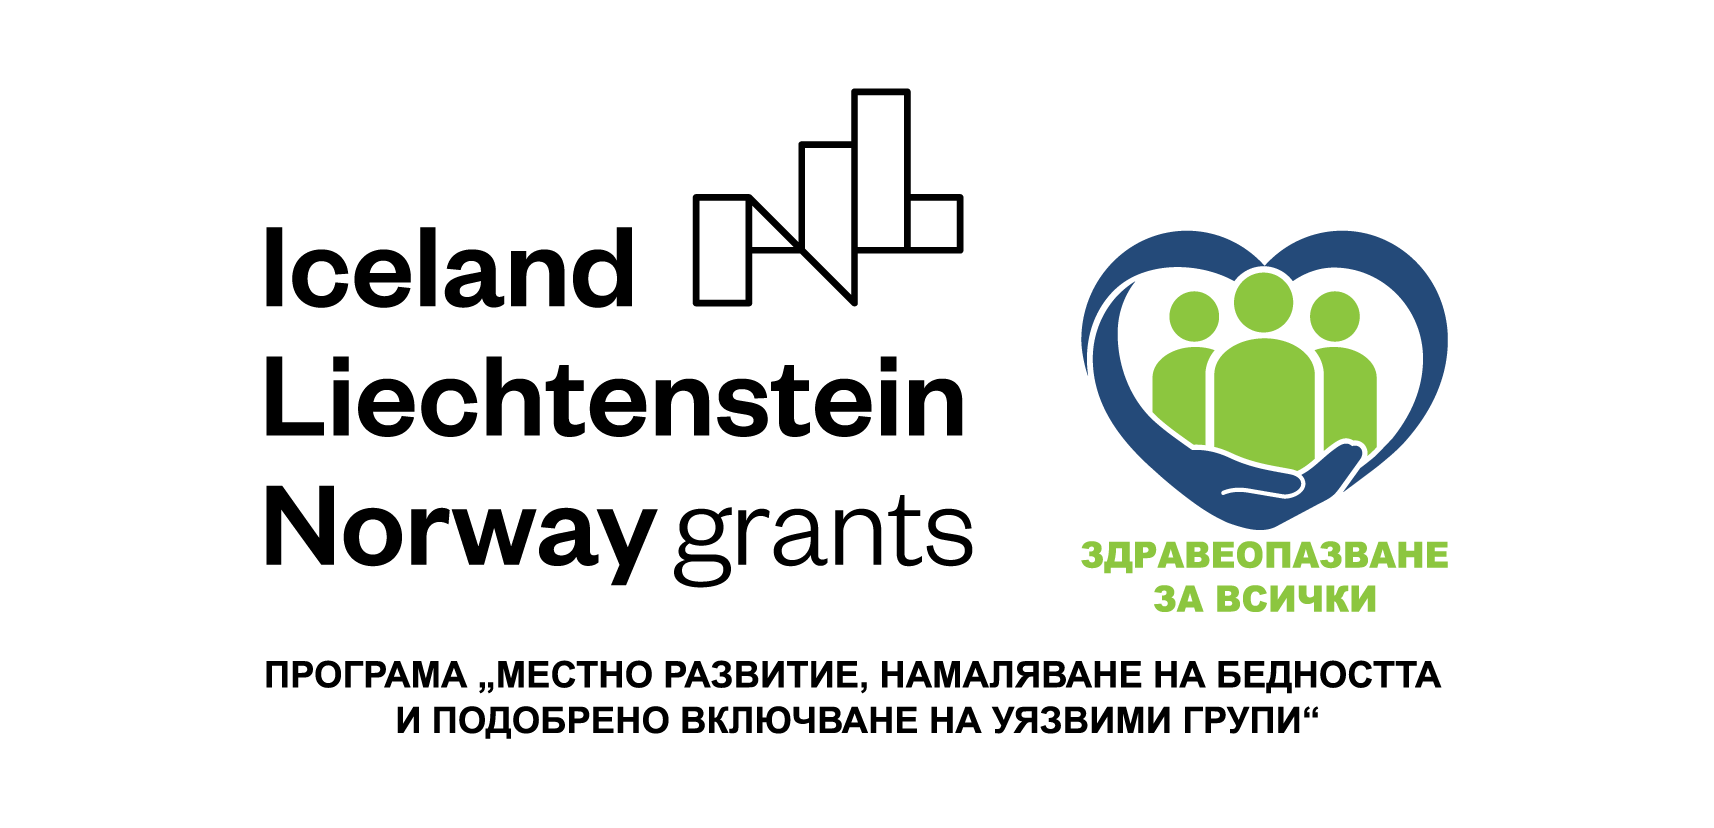 Iceland
Liechtenstein
Norway grants
ЗДРАВЕОПАЗВАНЕ
ЗА ВСИЧКИ
ПРОГРАМА „МЕСТНО РАЗВИТИЕ, НАМАЛЯВАНЕ НА БЕДНОСТТА
И ПОДОБРЕНО ВКЛЮЧВАНЕ НА УЯЗВИМИ ГРУПИ“